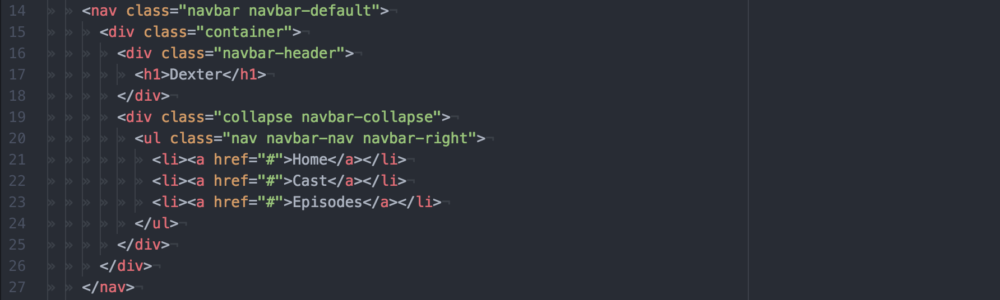 14 » » <nav class="navbar navbar-default">¬
15 » » » <div class="container">¬
16 » » » » <div class="navbar-header">¬
17 » » » » » <h1>Dexter</h1>¬
18 » » » » </div>¬
19 » » » » <div class="collapse navbar-collapse">¬
20 » » » » » <ul class="nav navbar-nav navbar-right">¬
21 » » » » » » <li><a href="#">Home</a></li>¬
22 » » » » » » <li><a href="#">Cast</a></li>¬
23 » » » » » » <li><a href="#">Episodes</a></li>¬
24 » » » » » </ul>¬
25 » » » » </div>¬
26 » » » </div>¬
27 » » </nav>¬